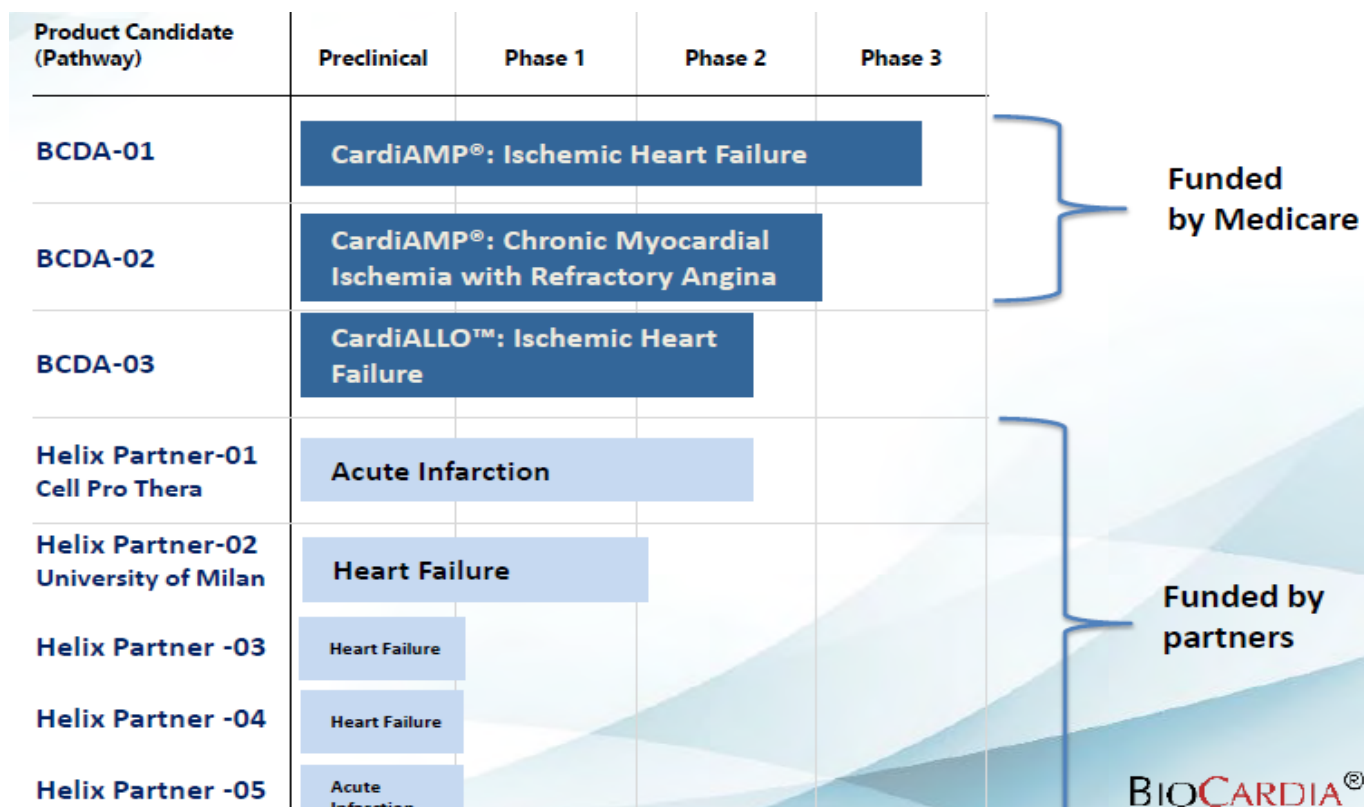 Product Candidate
(Pathway)
Preclinical
Phase 1
Phase 2
Phase 3
BCDA-01
CardiAMP®: Ischemic Heart Failure
BCDA-02
CardiAMP®: Chronic Myocardial
Ischemia with Refractory Angina
Funded
by Medicare
BCDA-03
CardiALLO™: Ischemic Heart
Failure
Helix Partner-01
Cell Pro Thera
Acute Infarction
Helix Partner-02
University of Milan
Heart Failure
Helix Partner -03
Heart Failure
Funded by
partners
Helix Partner -04
Heart Failure
Helix Partner -05
Acute
Infarction
BIOCARDIA®